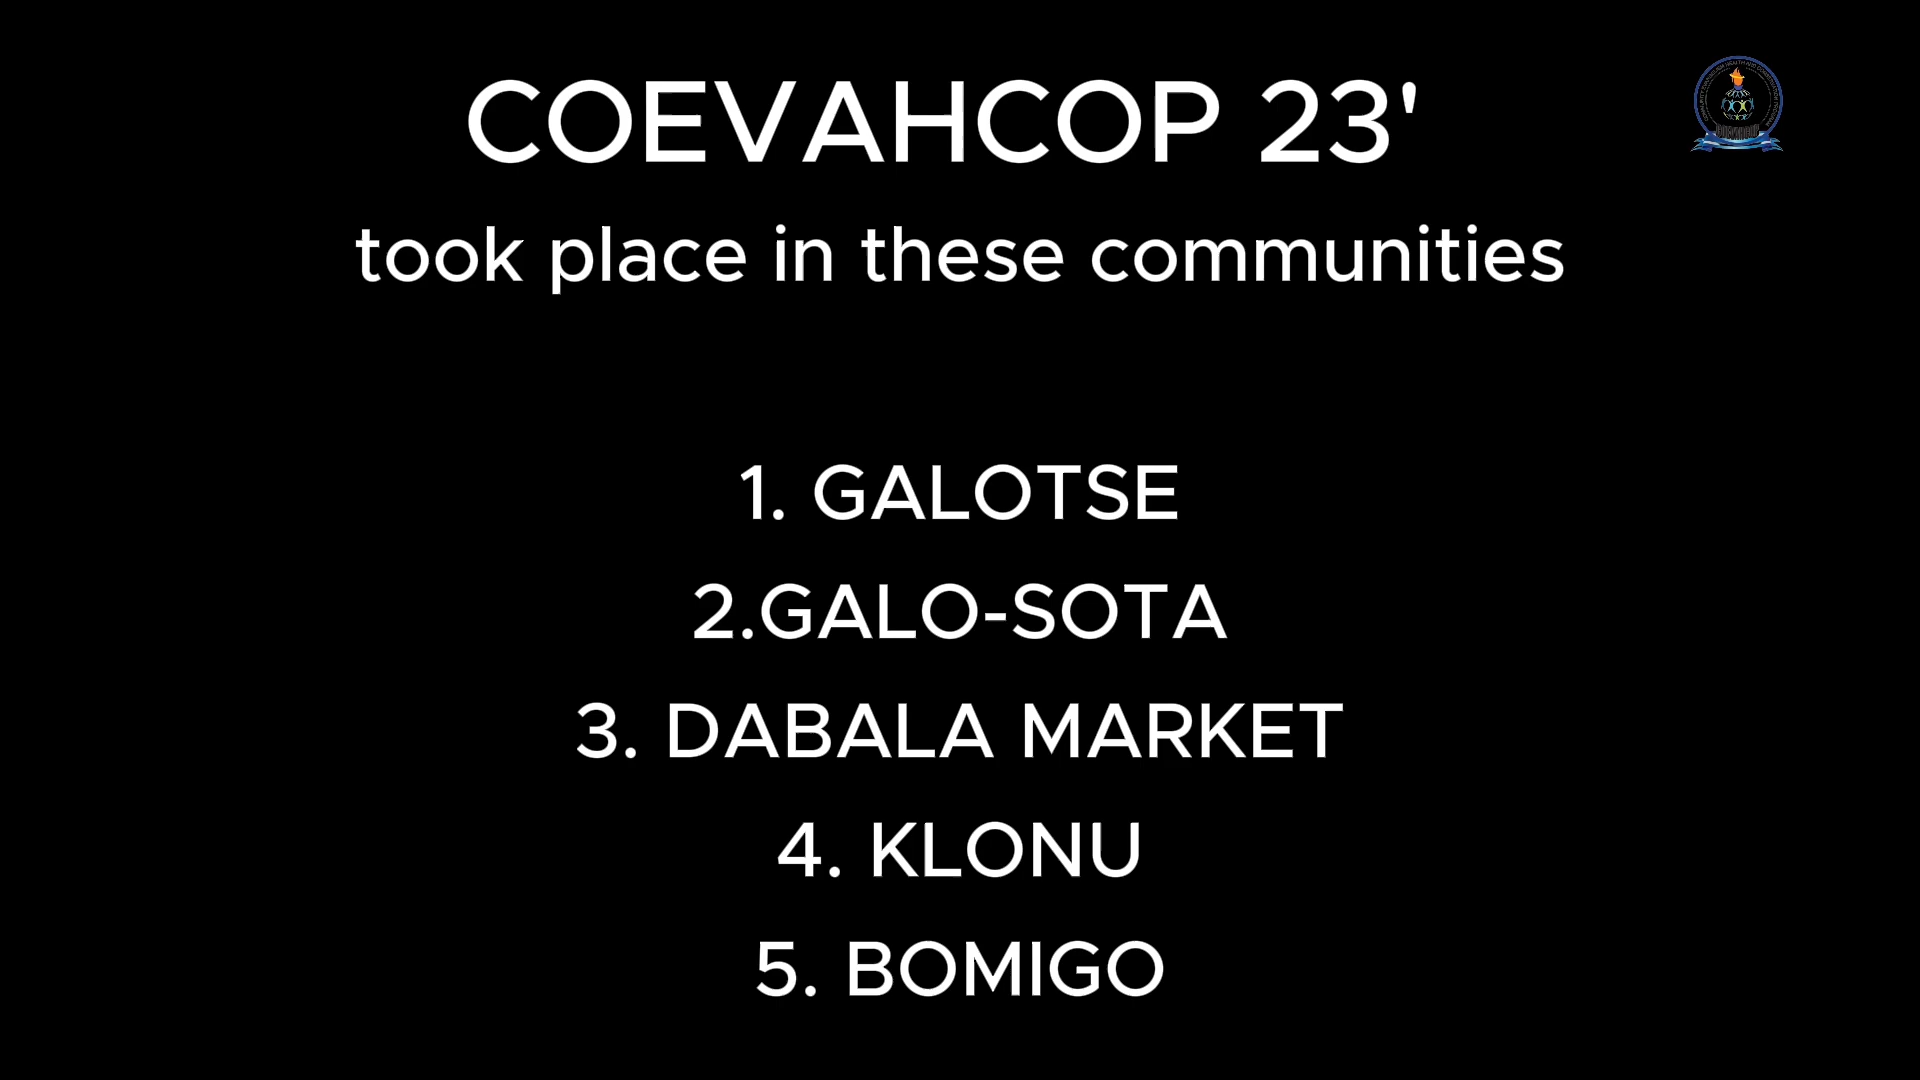 COEVAHCOP 23'
took place in these communities
1. GALOTSE
2.GALO-SOTA
3. DABALA MARKET
4. KLONU
5. BOMIGO